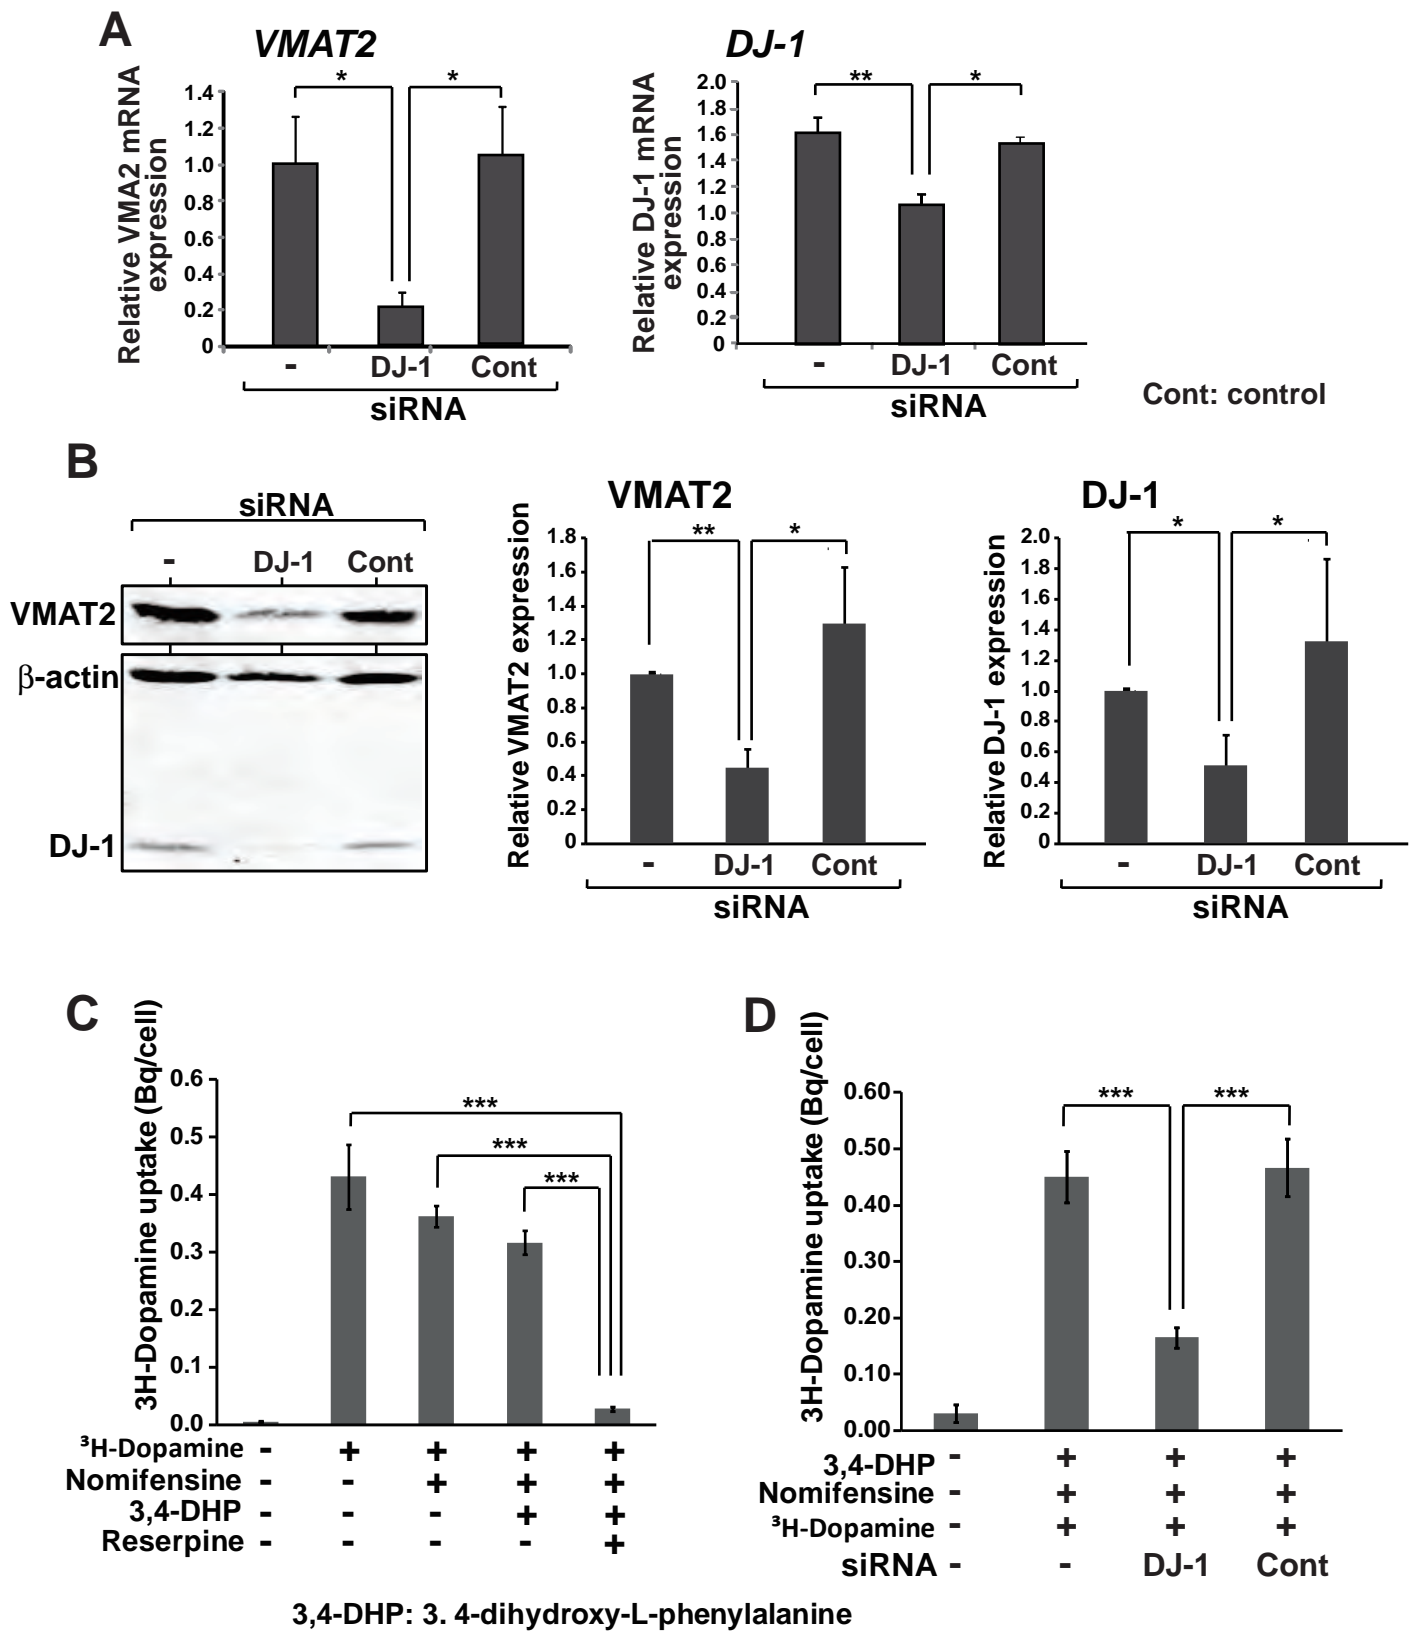 A
VMAT2
DJ-1
Relative VMA2 mRNA
expression
1.4
1.2
1.0
0.8
0.6
0.4
0.2
0
*
*
-
DJ-1
Cont
siRNA
Relative DJ-1 mRNA
expression
2.0
1.8
1.6
1.4
1.2
1.0
0.8
0.6
0.4
0.2
0
**
*
-
DJ-1
Cont
siRNA
Cont: control
B
siRNA
-
DJ-1
Cont
VMAT2
β-actin
DJ-1
VMAT2
Relative VMAT2 expression
1.8
1.6
1.4
1.2
1.0
0.8
0.6
0.4
0.2
0
**
*
-
DJ-1
Cont
siRNA
DJ-1
Relative DJ-1 expression
2.0
1.8
1.6
1.4
1.2
1.0
0.8
0.6
0.4
0.2
0
*
*
-
DJ-1
Cont
siRNA
C
3H-Dopamine uptake (Bq/cell)
0.6
0.5
0.4
0.3
0.2
0.1
0.0
***
***
***
³H-Dopamine - + + + +
Nomifensine - - + + +
3,4-DHP - - - + +
Reserpine - - - - +
D
3H-Dopamine uptake (Bq/cell)
0.60
0.50
0.40
0.30
0.20
0.10
0.00
***
***
3,4-DHP - + + +
Nomifensine - + + +
³H-Dopamine - + + +
siRNA - - DJ-1 Cont
3,4-DHP: 3. 4-dihydroxy-L-phenylalanine